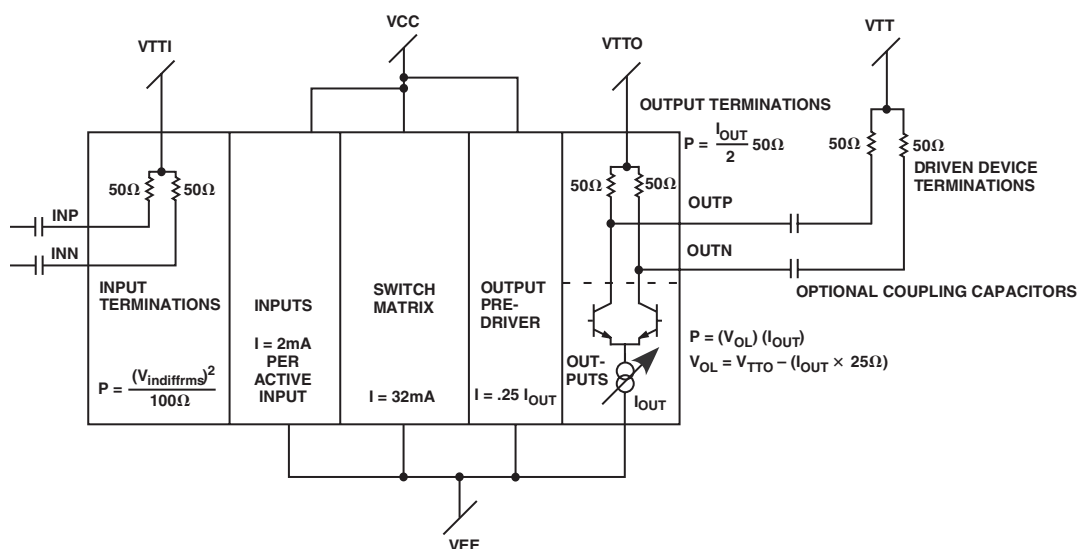 VTT
VCC
VTTI
VTTO
OUTPUT TERMINATIONS
P = I_OUT/2 50Ω
50Ω
50Ω
DRIVEN DEVICE
TERMINATIONS
50Ω
50Ω
50Ω
50Ω
INP
OUTP
INN
OUTN
INPUT
TERMINATIONS
P = (V_indiffrms)²/100Ω
INPUTS
I = 2mA
PER
ACTIVE
INPUT
SWITCH
MATRIX
I = 32mA
OUTPUT
PRE-
DRIVER
I = .25 I_OUT
OUT-
PUTS
I_OUT
OPTIONAL COUPLING CAPACITORS
P = (V_OL) (I_OUT)
V_OL = V_TTO – (I_OUT × 25Ω)
VEE